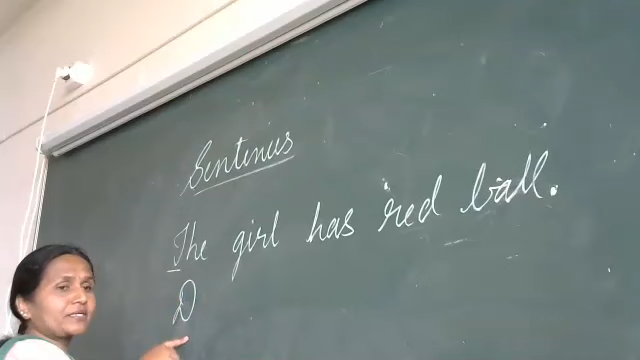 Sentences
The girl has red ball.
D